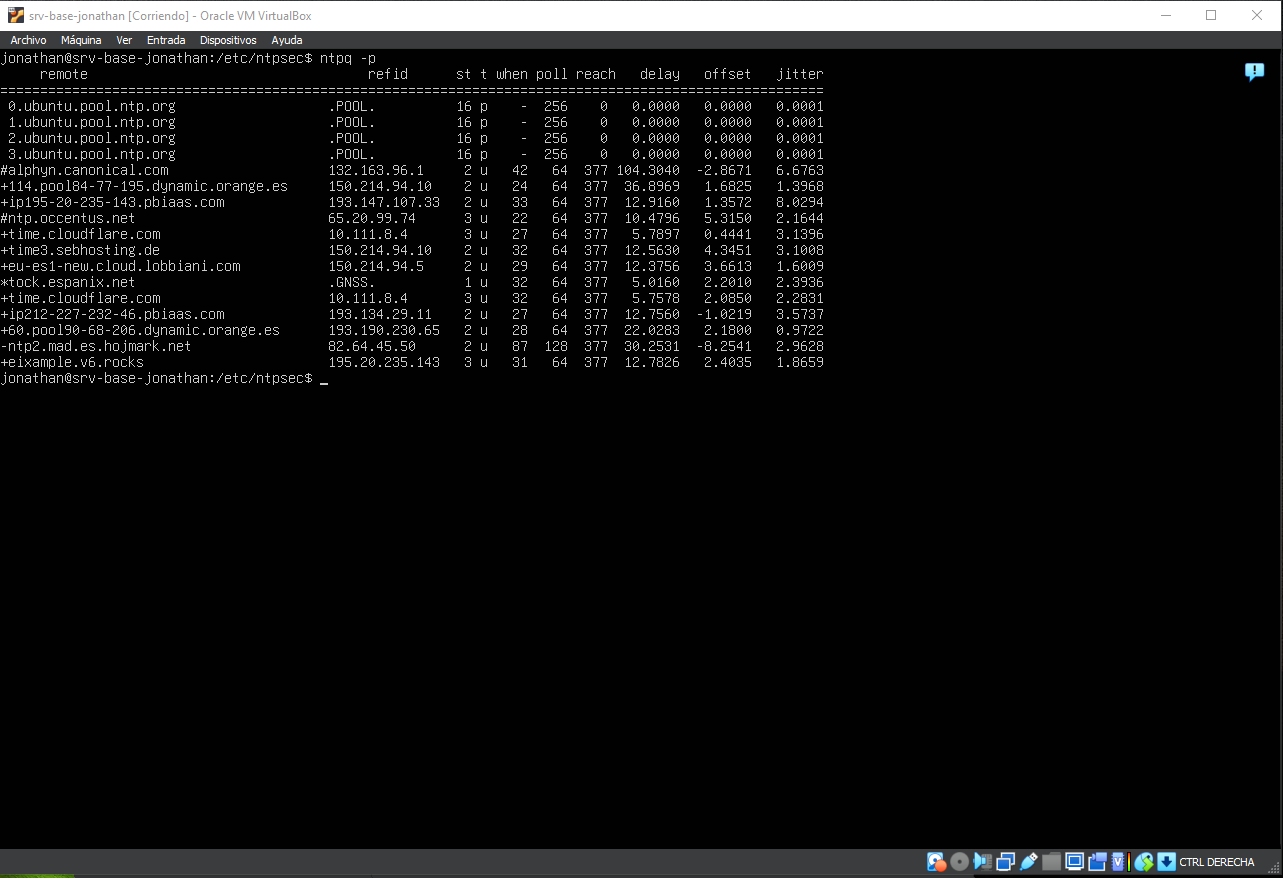 srv-base-jonathan [Corriendo] - Oracle VM VirtualBox
Archivo Máquina Ver Entrada Dispositivos Ayuda
jonathan@srv-base-jonathan:/etc/ntpsec$ ntpq -p
     remote                                   refid      st t when poll reach   delay   offset   jitter
=======================================================================================================
 0.ubuntu.pool.ntp.org                   .POOL.          16 p    -  256    0   0.0000   0.0000   0.0001
 1.ubuntu.pool.ntp.org                   .POOL.          16 p    -  256    0   0.0000   0.0000   0.0001
 2.ubuntu.pool.ntp.org                   .POOL.          16 p    -  256    0   0.0000   0.0000   0.0001
 3.ubuntu.pool.ntp.org                   .POOL.          16 p    -  256    0   0.0000   0.0000   0.0001
#alphyn.canonical.com                    132.163.96.1     2 u   42   64  377 104.3040  -2.8671   6.6763
+114.pool84-77-195.dynamic.orange.es     150.214.94.10    2 u   24   64  377  36.8969   1.6825   1.3968
+ip195-20-235-143.pbiaas.com             193.147.107.33   2 u   33   64  377  12.9160   1.3572   8.0294
#ntp.occentus.net                        65.20.99.74      3 u   22   64  377  10.4796   5.3150   2.1644
+time.cloudflare.com                     10.111.8.4       3 u   27   64  377   5.7897   0.4441   3.1396
+time3.sebhosting.de                     150.214.94.10    2 u   32   64  377  12.5630   4.3451   3.1008
+eu-es1-new.cloud.lobbiani.com           150.214.94.5     2 u   29   64  377  12.3756   3.6613   1.6009
*tock.espanix.net                        .GNSS.           1 u   32   64  377   5.0160   2.2010   2.3936
+time.cloudflare.com                     10.111.8.4       3 u   32   64  377   5.7578   2.0850   2.2831
+ip212-227-232-46.pbiaas.com             193.134.29.11    2 u   27   64  377  12.7560  -1.0219   3.5737
+60.pool90-68-206.dynamic.orange.es      193.190.230.65   2 u   28   64  377  22.0283   2.1800   0.9722
-ntp2.mad.es.hojmark.net                 82.64.45.50      2 u   87  128  377  30.2531  -8.2541   2.9628
+eixample.v6.rocks                       195.20.235.143   3 u   31   64  377  12.7826   2.4035   1.8659
jonathan@srv-base-jonathan:/etc/ntpsec$ _
CTRL DERECHA